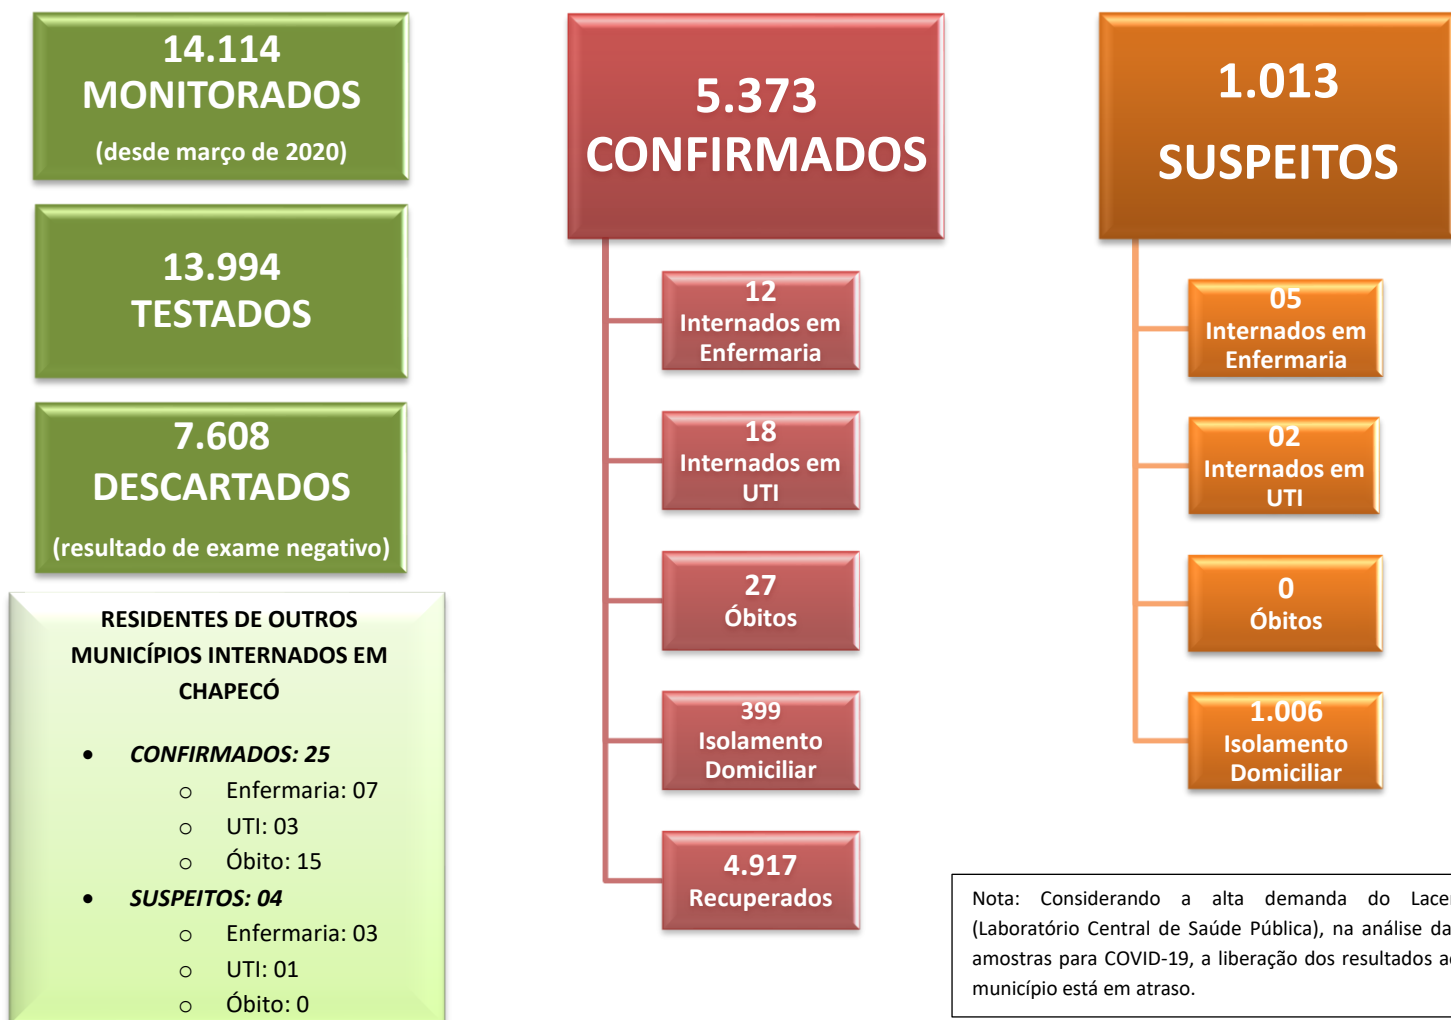 14.114
MONITORADOS
(desde março de 2020)
13.994
TESTADOS
7.608
DESCARTADOS
(resultado de exame negativo)
RESIDENTES DE OUTROS
MUNICÍPIOS INTERNADOS EM
CHAPECÓ
• CONFIRMADOS: 25
o Enfermaria: 07
o UTI: 03
o Óbito: 15
• SUSPEITOS: 04
o Enfermaria: 03
o UTI: 01
o Óbito: 0
5.373
CONFIRMADOS
12
Internados em
Enfermaria
18
Internados em
UTI
27
Óbitos
399
Isolamento
Domiciliar
4.917
Recuperados
1.013
SUSPEITOS
05
Internados em
Enfermaria
02
Internados em
UTI
0
Óbitos
1.006
Isolamento
Domiciliar
Nota: Considerando a alta demanda do
(Laboratório Central de Saúde Pública), na análise
amostras para COVID-19, a liberação dos resultados
município está em atraso.